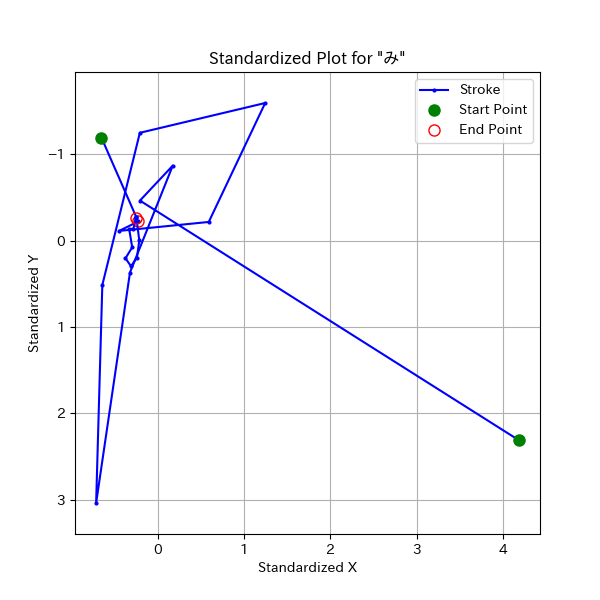 Standardized Plot for "み"
Stroke
Start Point
End Point
Standardized Y
−1
0
1
2
3
0 1 2 3 4
Standardized X